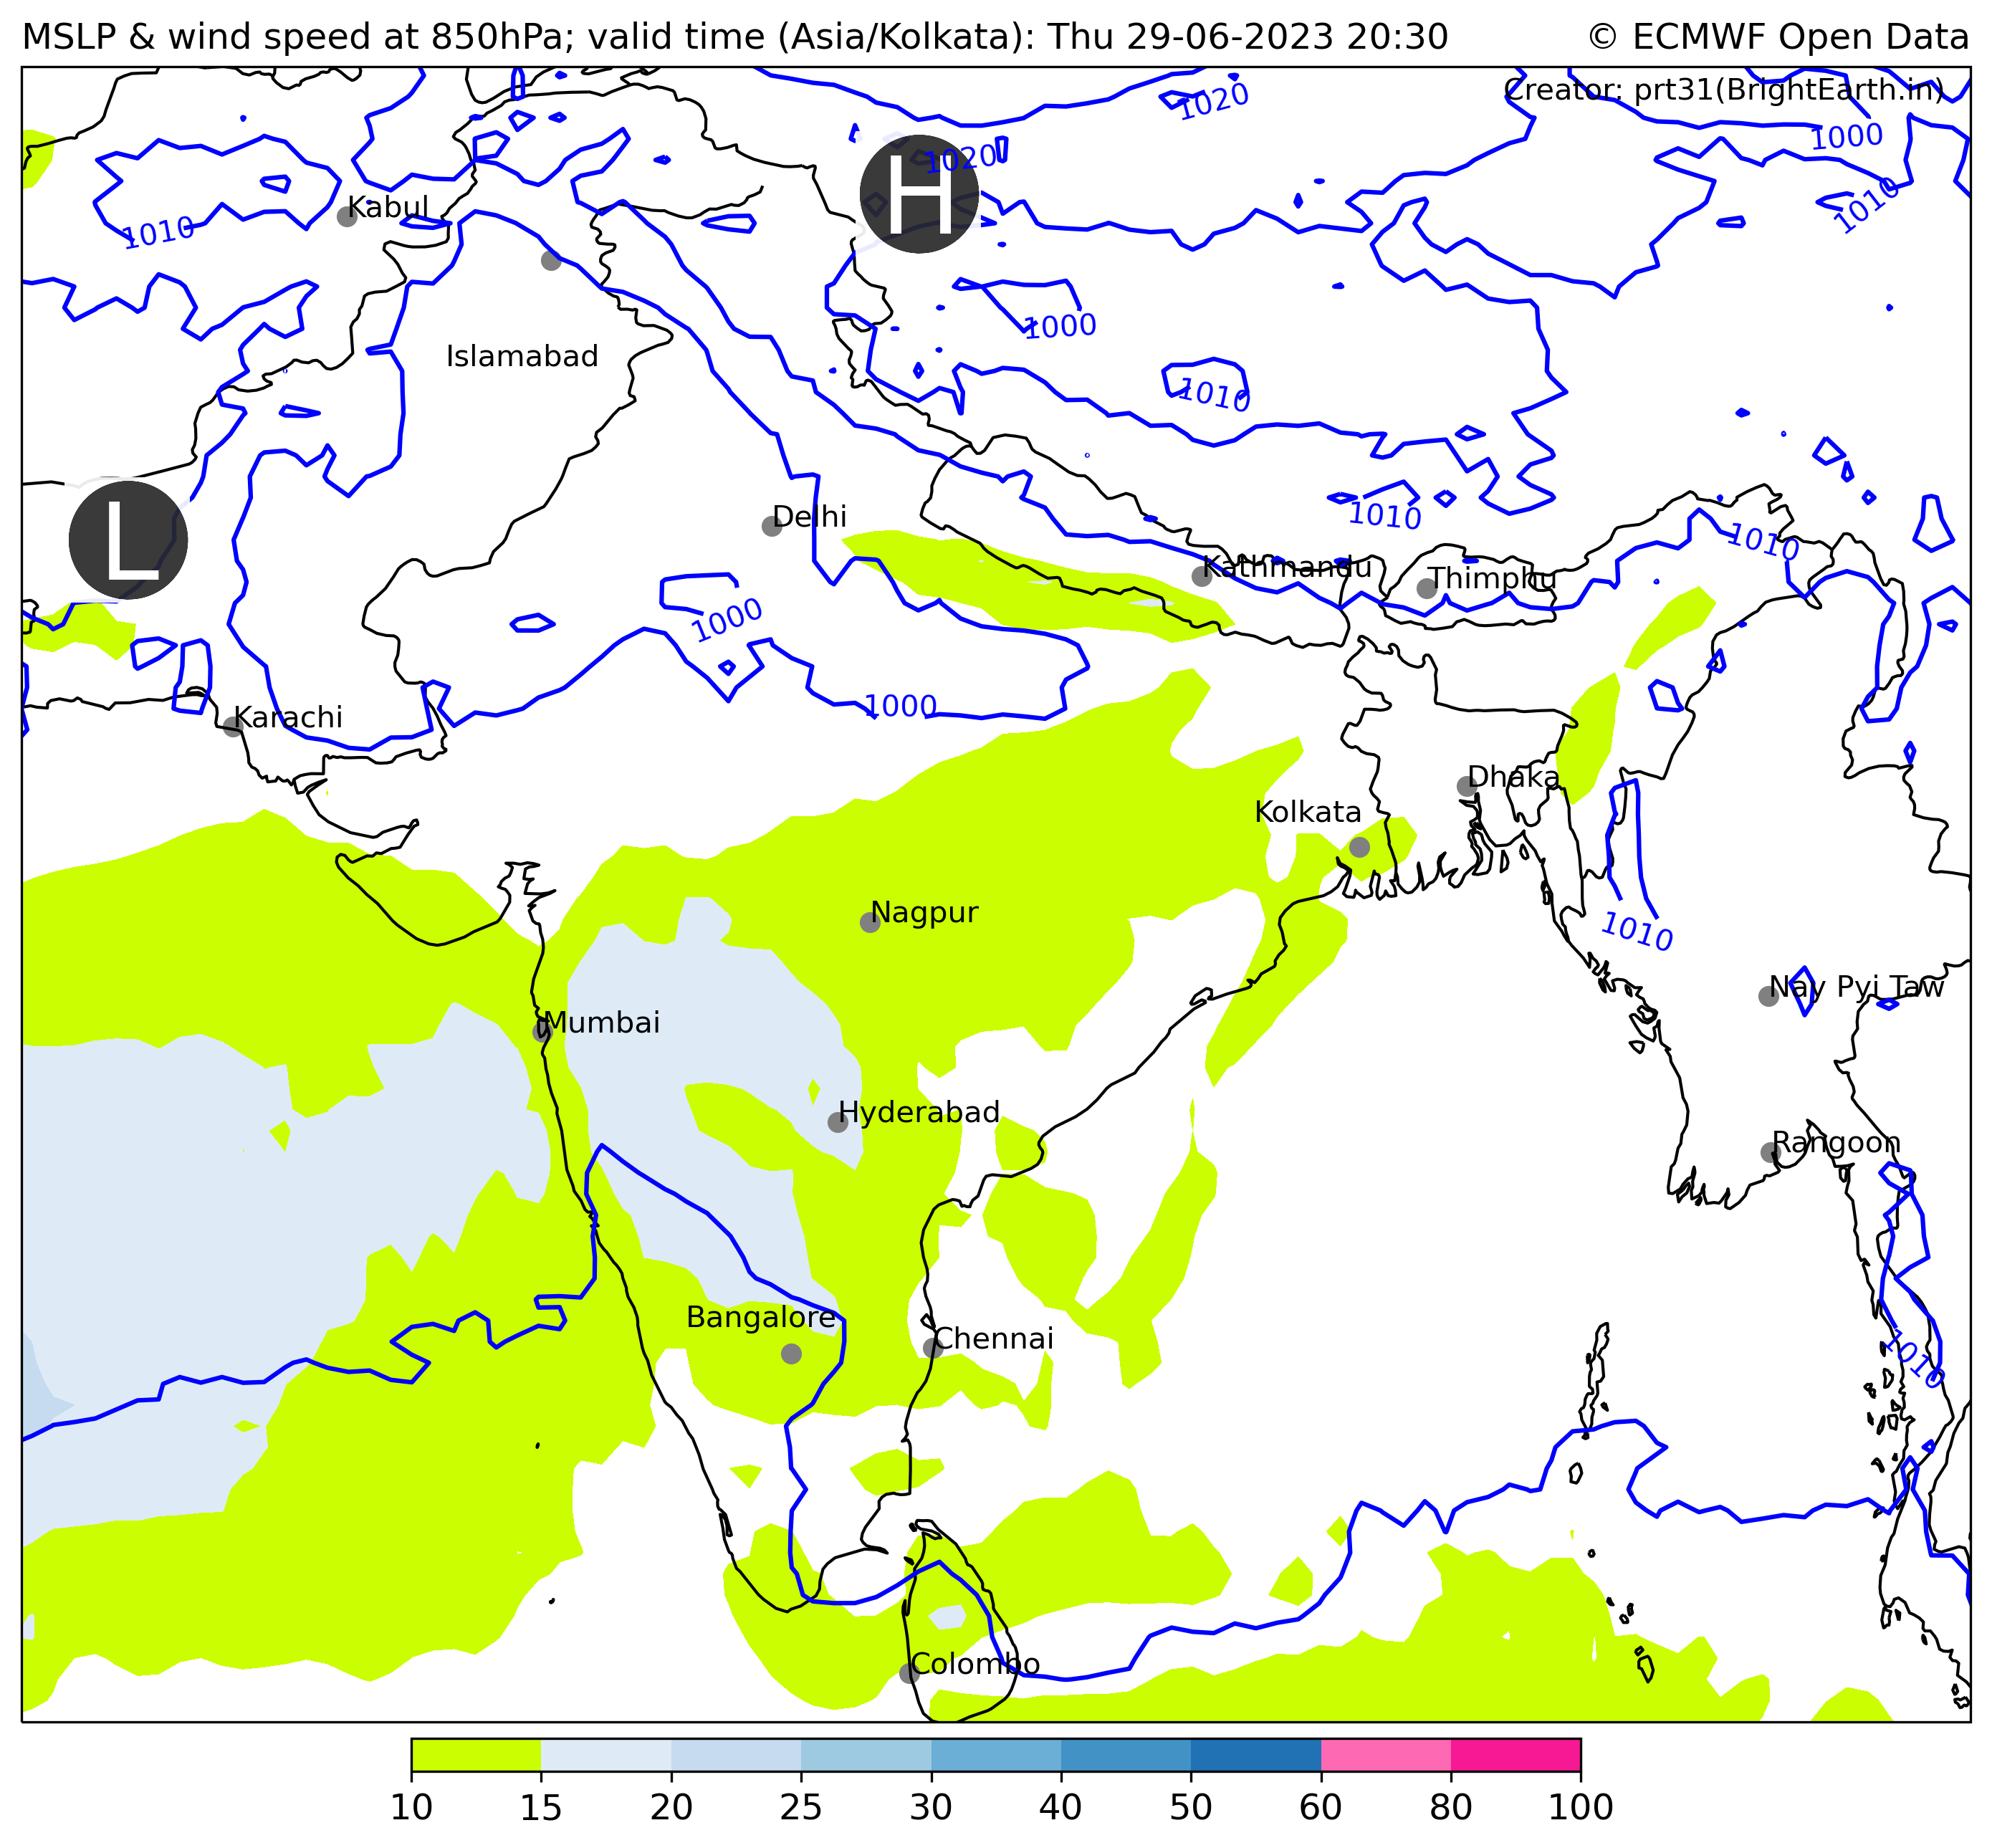 MSLP & wind speed at 850hPa; valid time (Asia/Kolkata): Thu 29-06-2023 20:30
© ECMWF Open Data
Creator: prt31(BrightEarth.in)
1020
1000
1020
H
1010
Kabul
1010
1000
Islamabad
1010
L
Delhi
1010
1010
Kathmandu
Thimphu
1000
1000
Karachi
Dhaka
Kolkata
Nagpur
1010
Nay Pyi Taw
Mumbai
Hyderabad
Rangoon
Bangalore
Chennai
1010
Colombo
10 15 20 25 30 40 50 60 80 100